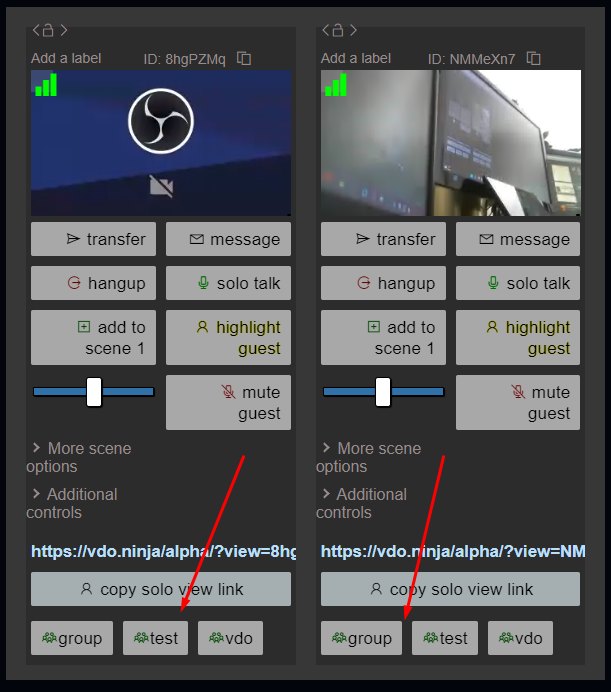 Add a label ID: 8hgPZMq
transfer message
hangup solo talk
add to scene 1
highlight guest
mute guest
More scene options
Additional controls
https://vdo.ninja/alpha/?view=8hg
copy solo view link
group test vdo
Add a label ID: NMMeXn7
transfer message
hangup solo talk
add to scene 1
highlight guest
mute guest
More scene options
Additional controls
https://vdo.ninja/alpha/?view=NM
copy solo view link
group test vdo